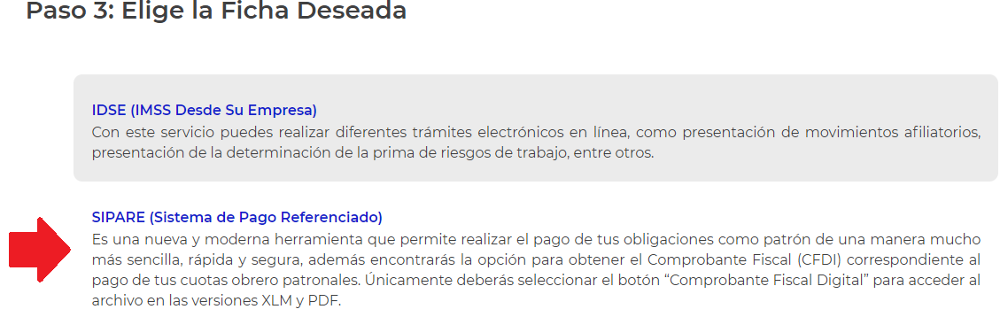 Paso 3: Elige la Ficha Deseada
IDSE (IMSS Desde Su Empresa)
Con este servicio puedes realizar diferentes trámites electrónicos en línea, como presentación de movimientos afiliatorios,
presentación de la determinación de la prima de riesgos de trabajo, entre otros.
SIPARE (Sistema de Pago Referenciado)
Es una nueva y moderna herramienta que permite realizar el pago de tus obligaciones como patrón de una manera mucho
más sencilla, rápida y segura, además encontrarás la opción para obtener el Comprobante Fiscal (CFDI) correspondiente al
pago de tus cuotas obrero patronales. Únicamente deberás seleccionar el botón “Comprobante Fiscal Digital” para acceder al
archivo en las versiones XLM y PDF.